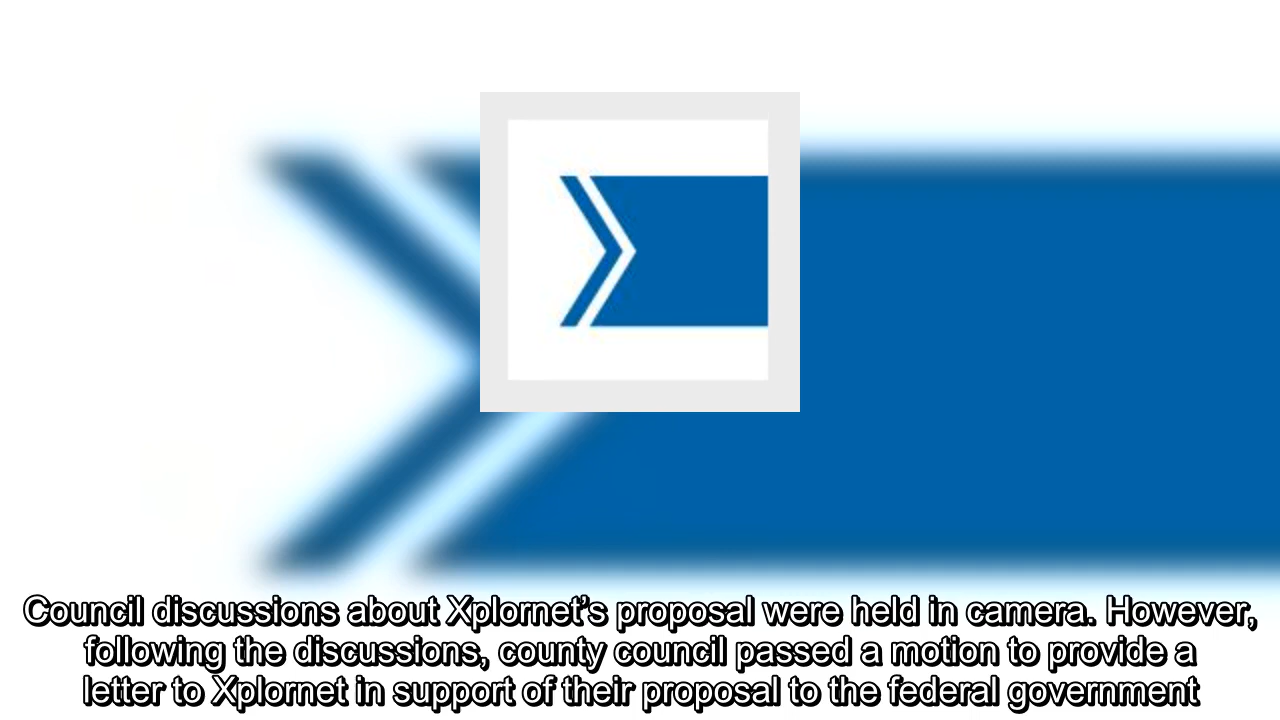 Council discussions about Xplornet’s proposal were held in camera. However,
following the discussions, county council passed a motion to provide a
letter to Xplornet in support of their proposal to the federal government